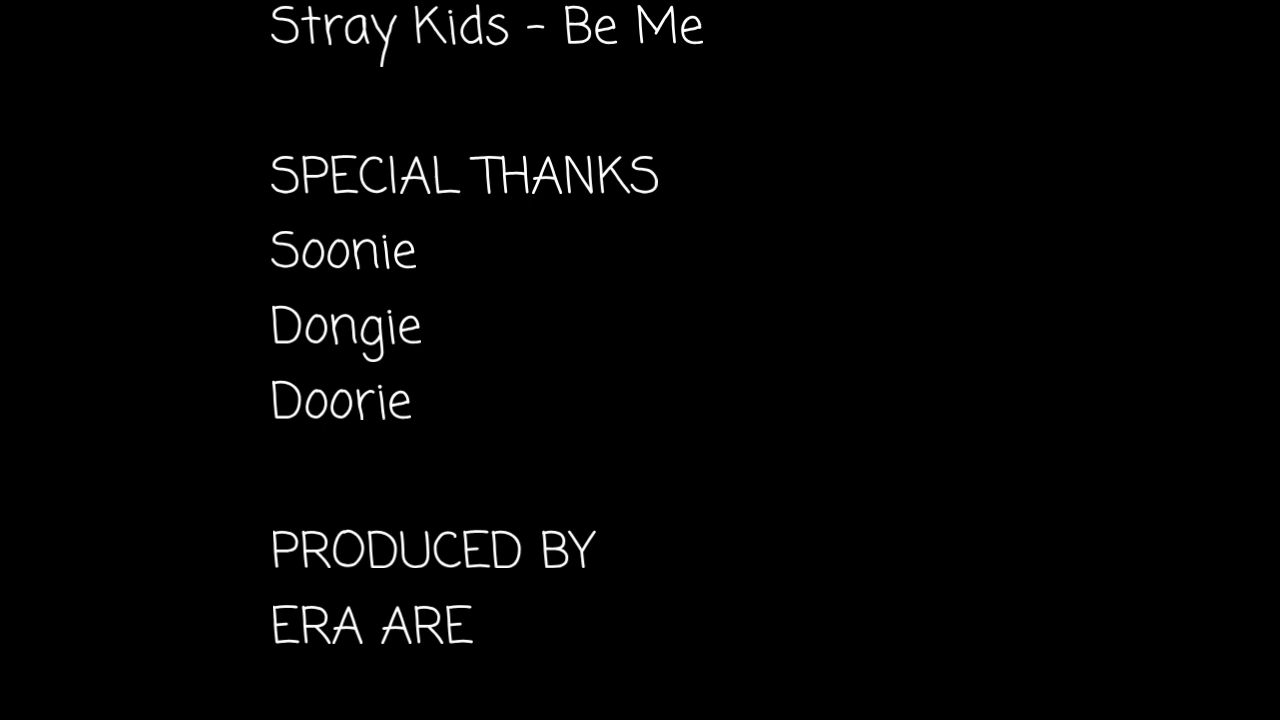 Stray Kids - Be Me
SPECIAL THANKS
Soonie
Dongie
Doorie
PRODUCED BY
ERA ARE